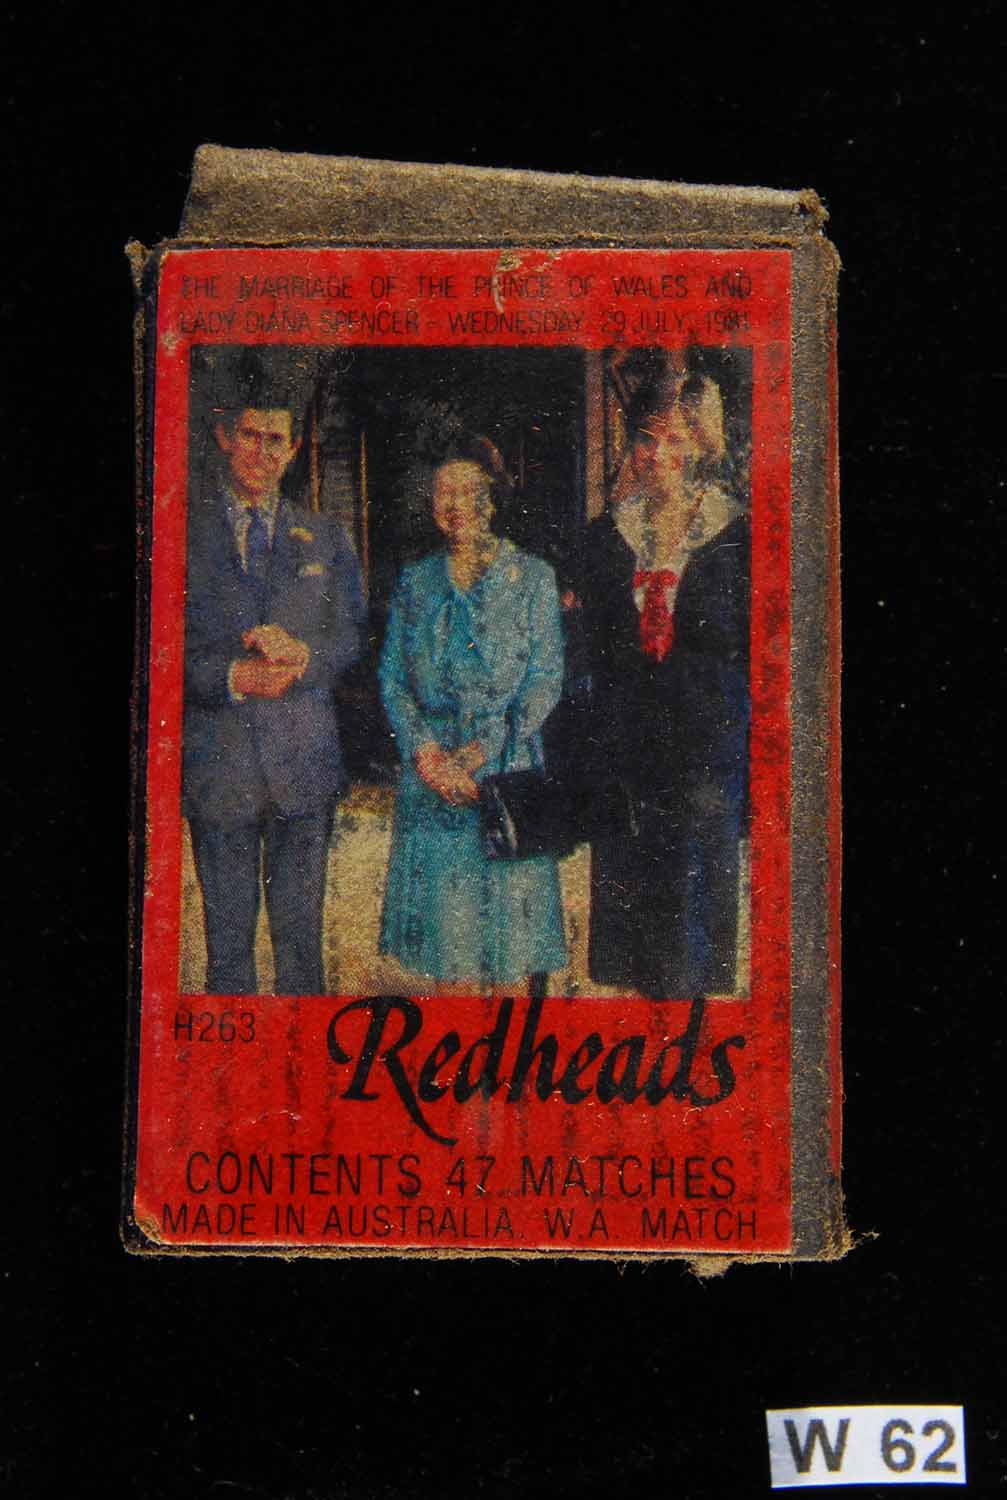 THE MARRIAGE OF THE PRINCE OF WALES AND
LADY DIANA SPENCER – WEDNESDAY, 29 JULY, 1981
H263
Redheads
CONTENTS 47 MATCHES
MADE IN AUSTRALIA. W.A. MATCH
W 62